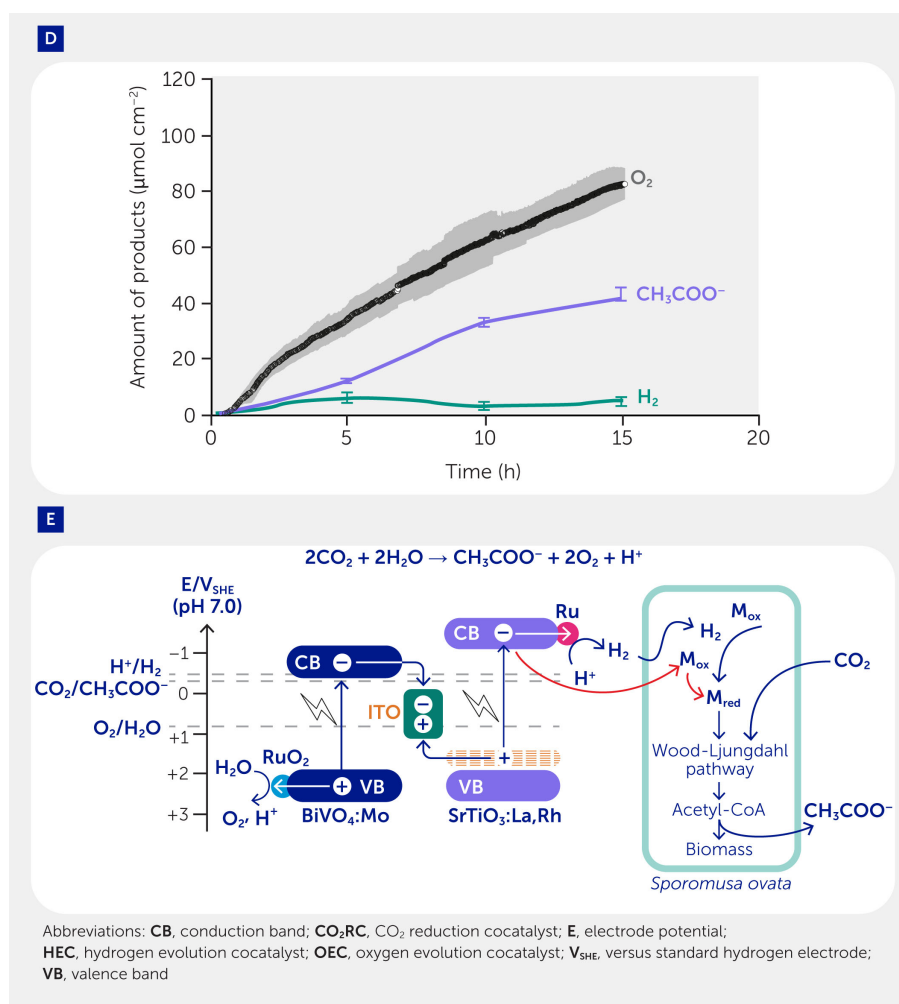 D
120
100
80
60
40
20
0
Amount of products (μmol cm⁻²)
O₂
CH₃COO⁻
H₂
0 5 10 15 20
Time (h)
E
2CO₂ + 2H₂O → CH₃COO⁻ + 2O₂ + H⁺
E/V_SHE
(pH 7.0)
−1
H⁺/H₂
CO₂/CH₃COO⁻
0
O₂/H₂O
+1
+2
+3
CB −
ITO
−
+
H₂O
RuO₂
O₂, H⁺
+ VB
BiVO₄:Mo
CB −
Ru
H⁺
H₂
+
VB
SrTiO₃:La,Rh
H₂
M_ox
M_ox
M_red
CO₂
Wood-Ljungdahl
pathway
Acetyl-CoA
CH₃COO⁻
Biomass
Sporomusa ovata
Abbreviations: CB, conduction band; CO₂RC, CO₂ reduction cocatalyst; E, electrode potential;
HEC, hydrogen evolution cocatalyst; OEC, oxygen evolution cocatalyst; V_SHE, versus standard hydrogen electrode;
VB, valence band